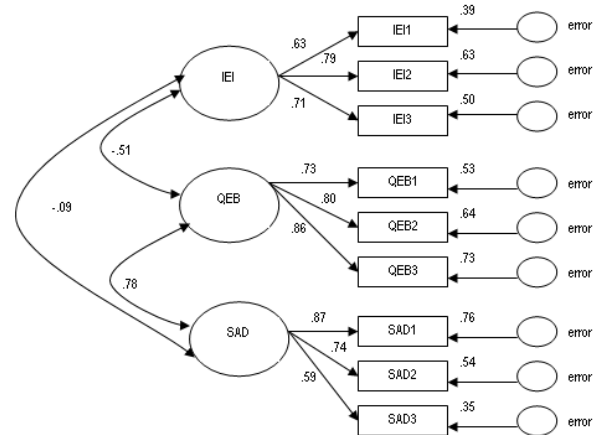 .39
error
IEI1
.63
.79
.63
IEI
IEI2
error
.71
.50
IEI3
error
-.51
.73
.53
QEB1
error
-.09
.80
.64
QEB
QEB2
error
.86
.73
QEB3
error
.78
.87
.76
SAD1
error
SAD
.74
.54
SAD2
error
.59
.35
SAD3
error